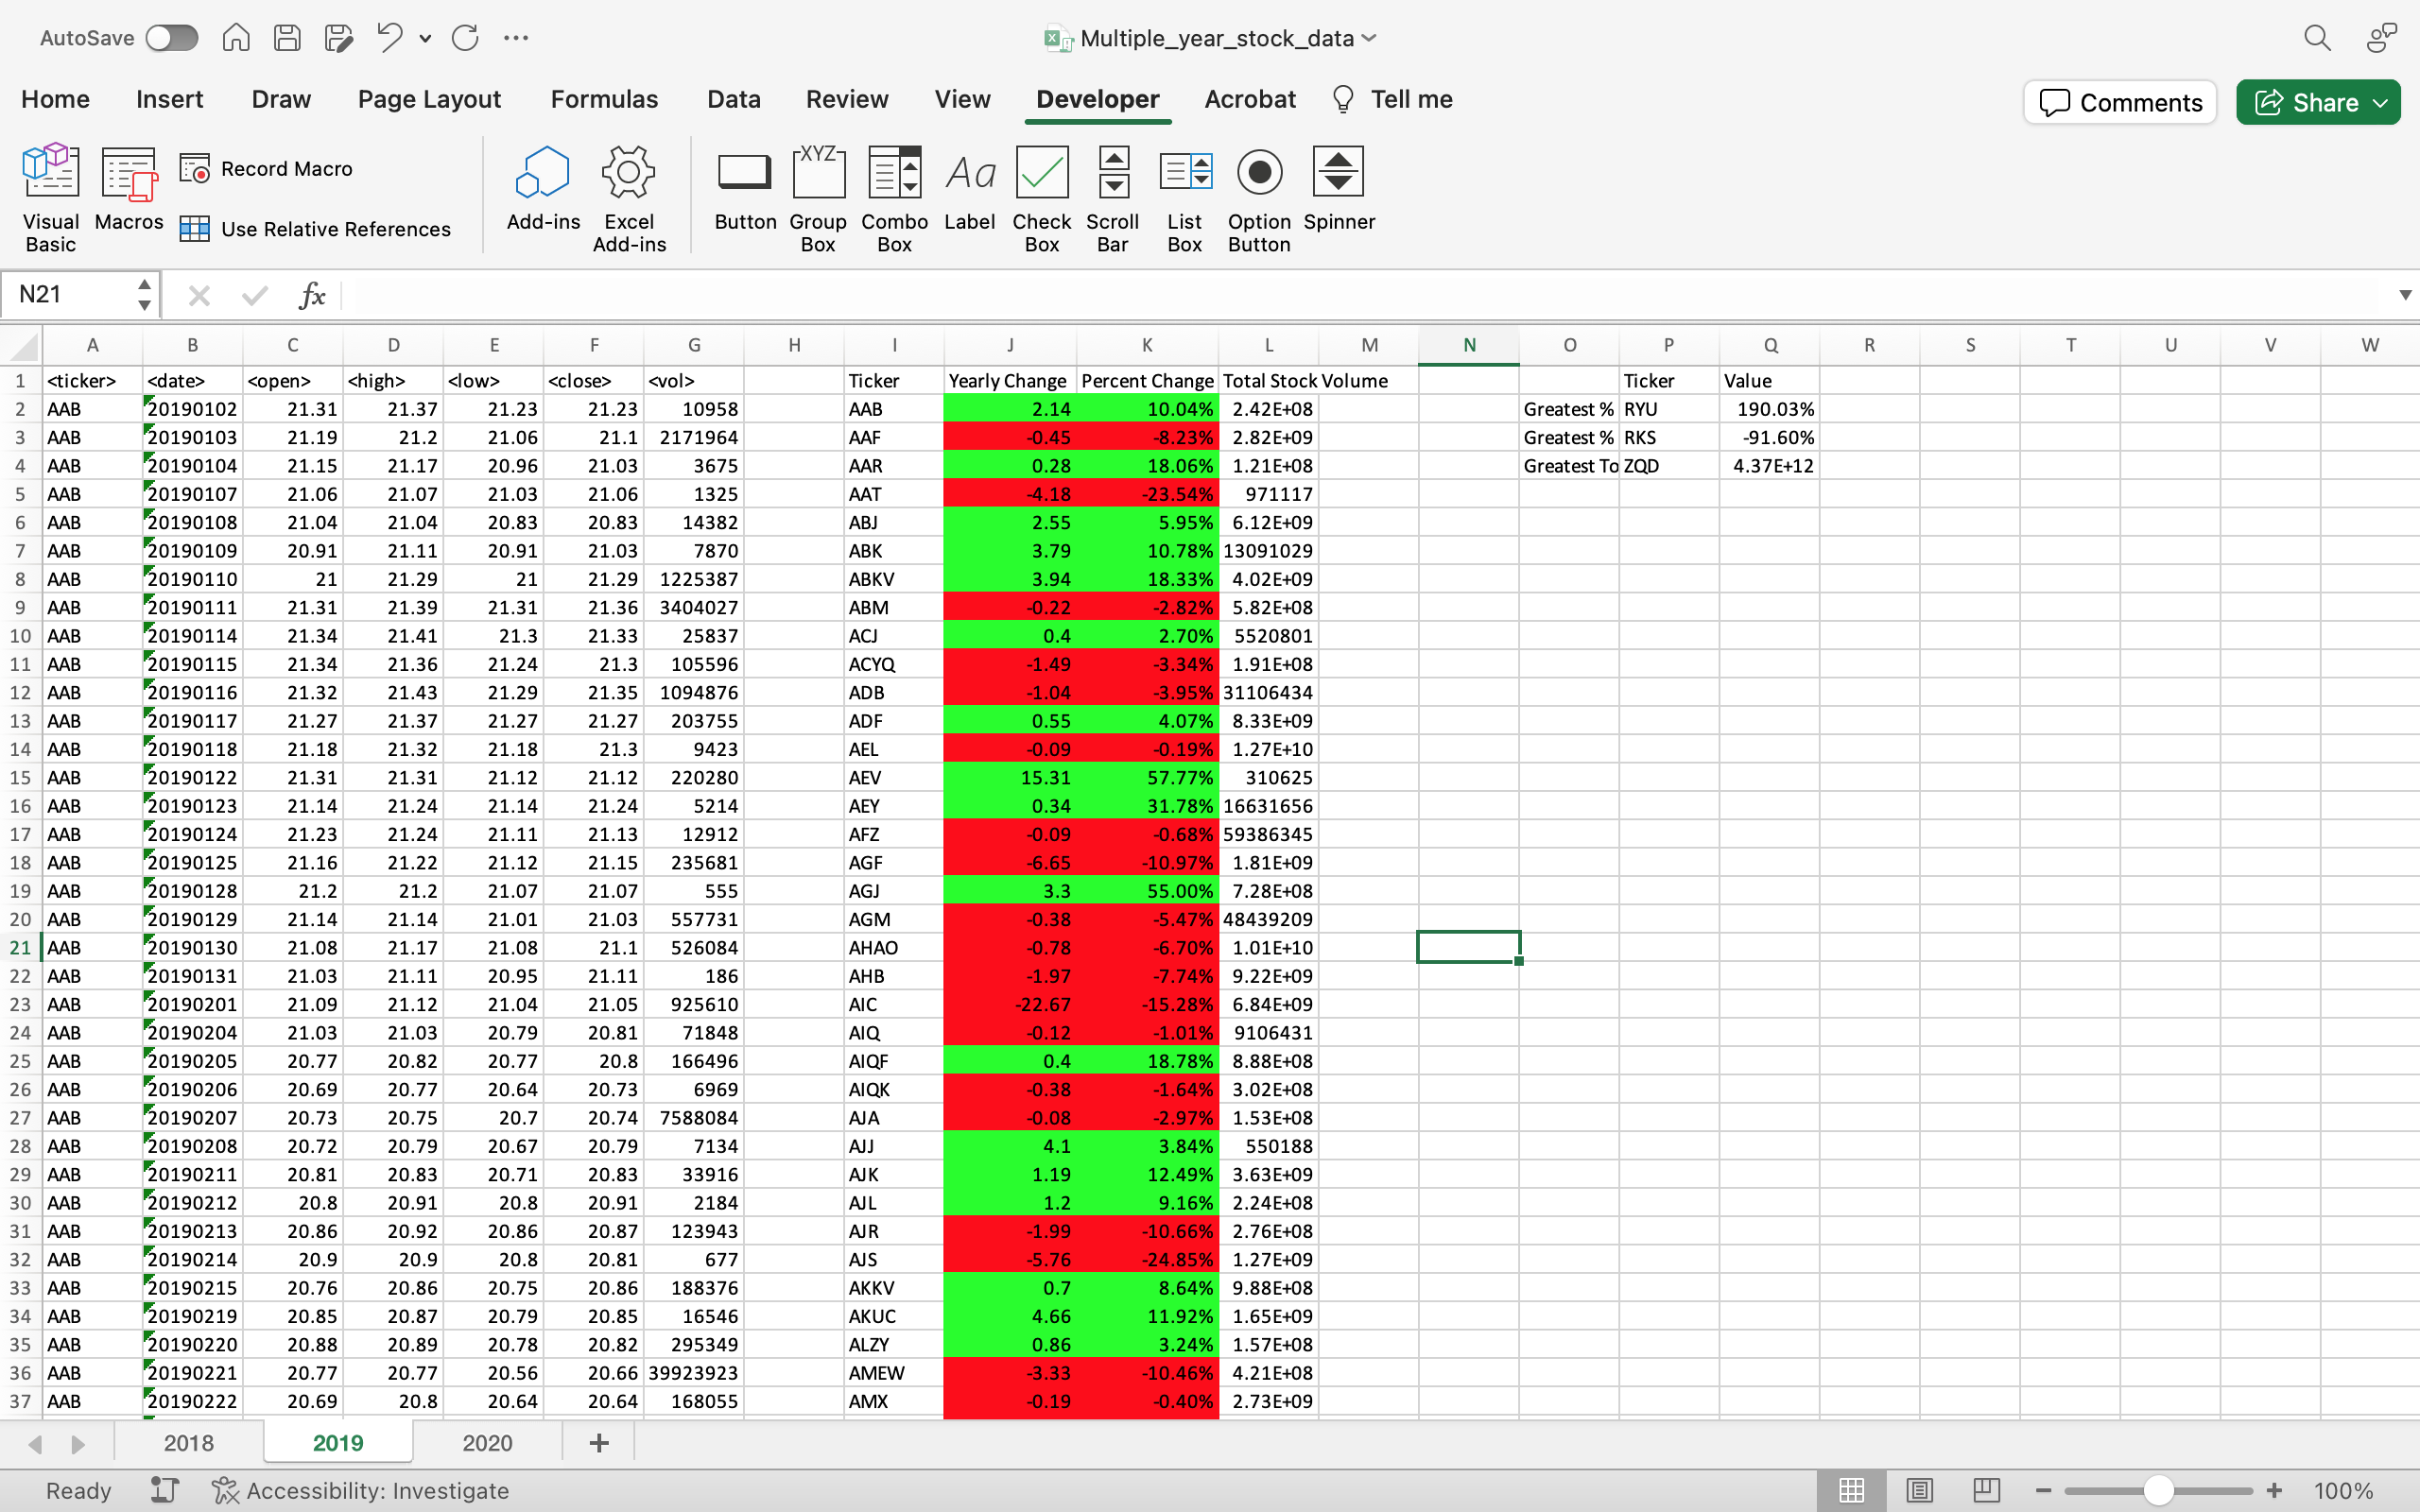 AutoSave Multiple_year_stock_data
Home Insert Draw Page Layout Formulas Data Review View Developer Acrobat Tell me Comments Share
Visual Basic Macros Record Macro Use Relative References Add-ins Excel Add-ins Button Group Box Combo Box Label Check Box Scroll Bar List Box Option Button Spinner
XYZ Aa
N21 fx
A B C D E F G H I J K L M N O P Q R S T U V W
1 <ticker> <date> <open> <high> <low> <close> <vol> Ticker Yearly Change Percent Change Total Stock Volume Ticker Value
2 AAB 20190102 21.31 21.37 21.23 21.23 10958 AAB 2.14 10.04% 2.42E+08 Greatest % RYU 190.03%
3 AAB 20190103 21.19 21.2 21.06 21.1 2171964 AAF -0.45 -8.23% 2.82E+09 Greatest % RKS -91.60%
4 AAB 20190104 21.15 21.17 20.96 21.03 3675 AAR 0.28 18.06% 1.21E+08 Greatest To ZQD 4.37E+12
5 AAB 20190107 21.06 21.07 21.03 21.06 1325 AAT -4.18 -23.54% 971117
6 AAB 20190108 21.04 21.04 20.83 20.83 14382 ABJ 2.55 5.95% 6.12E+09
7 AAB 20190109 20.91 21.11 20.91 21.03 7870 ABK 3.79 10.78% 13091029
8 AAB 20190110 21 21.29 21 21.29 1225387 ABKV 3.94 18.33% 4.02E+09
9 AAB 20190111 21.31 21.39 21.31 21.36 3404027 ABM -0.22 -2.82% 5.82E+08
10 AAB 20190114 21.34 21.41 21.3 21.33 25837 ACJ 0.4 2.70% 5520801
11 AAB 20190115 21.34 21.36 21.24 21.3 105596 ACYQ -1.49 -3.34% 1.91E+08
12 AAB 20190116 21.32 21.43 21.29 21.35 1094876 ADB -1.04 -3.95% 31106434
13 AAB 20190117 21.27 21.37 21.27 21.27 203755 ADF 0.55 4.07% 8.33E+09
14 AAB 20190118 21.18 21.32 21.18 21.3 9423 AEL -0.09 -0.19% 1.27E+10
15 AAB 20190122 21.31 21.31 21.12 21.12 220280 AEV 15.31 57.77% 310625
16 AAB 20190123 21.14 21.24 21.14 21.24 5214 AEY 0.34 31.78% 16631656
17 AAB 20190124 21.23 21.24 21.11 21.13 12912 AFZ -0.09 -0.68% 59386345
18 AAB 20190125 21.16 21.22 21.12 21.15 235681 AGF -6.65 -10.97% 1.81E+09
19 AAB 20190128 21.2 21.2 21.07 21.07 555 AGJ 3.3 55.00% 7.28E+08
20 AAB 20190129 21.14 21.14 21.01 21.03 557731 AGM -0.38 -5.47% 48439209
21 AAB 20190130 21.08 21.17 21.08 21.1 526084 AHAO -0.78 -6.70% 1.01E+10
22 AAB 20190131 21.03 21.11 20.95 21.11 186 AHB -1.97 -7.74% 9.22E+09
23 AAB 20190201 21.09 21.12 21.04 21.05 925610 AIC -22.67 -15.28% 6.84E+09
24 AAB 20190204 21.03 21.03 20.79 20.81 71848 AIQ -0.12 -1.01% 9106431
25 AAB 20190205 20.77 20.82 20.77 20.8 166496 AIQF 0.4 18.78% 8.88E+08
26 AAB 20190206 20.69 20.77 20.64 20.73 6969 AIQK -0.38 -1.64% 3.02E+08
27 AAB 20190207 20.73 20.75 20.7 20.74 7588084 AJA -0.08 -2.97% 1.53E+08
28 AAB 20190208 20.72 20.79 20.67 20.79 7134 AJJ 4.1 3.84% 550188
29 AAB 20190211 20.81 20.83 20.71 20.83 33916 AJK 1.19 12.49% 3.63E+09
30 AAB 20190212 20.8 20.91 20.8 20.91 2184 AJL 1.2 9.16% 2.24E+08
31 AAB 20190213 20.86 20.92 20.86 20.87 123943 AJR -1.99 -10.66% 2.76E+08
32 AAB 20190214 20.9 20.9 20.8 20.81 677 AJS -5.76 -24.85% 1.27E+09
33 AAB 20190215 20.76 20.86 20.75 20.86 188376 AKKV 0.7 8.64% 9.88E+08
34 AAB 20190219 20.85 20.87 20.79 20.85 16546 AKUC 4.66 11.92% 1.65E+09
35 AAB 20190220 20.88 20.89 20.78 20.82 295349 ALZY 0.86 3.24% 1.57E+08
36 AAB 20190221 20.77 20.77 20.56 20.66 39923923 AMEW -3.33 -10.46% 4.21E+08
37 AAB 20190222 20.69 20.8 20.64 20.64 168055 AMX -0.19 -0.40% 2.73E+09
2018 2019 2020
Ready Accessibility: Investigate 100%